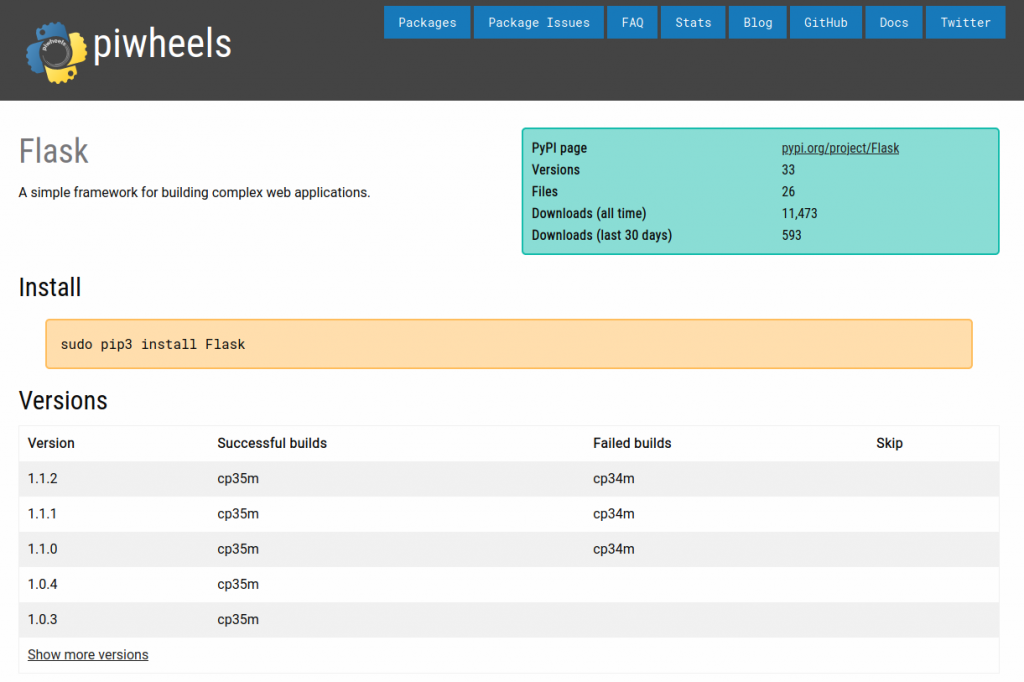 piwheels
piwheels
Packages
Package Issues
FAQ
Stats
Blog
GitHub
Docs
Twitter
Flask
A simple framework for building complex web applications.
PyPI page pypi.org/project/Flask
Versions 33
Files 26
Downloads (all time) 11,473
Downloads (last 30 days) 593
Install
sudo pip3 install Flask
Versions
Version Successful builds Failed builds Skip
1.1.2 cp35m cp34m
1.1.1 cp35m cp34m
1.1.0 cp35m cp34m
1.0.4 cp35m
1.0.3 cp35m
Show more versions